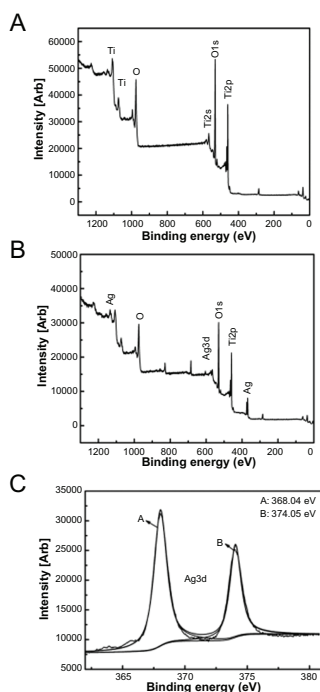 A
Intensity [Arb]
60000
50000
40000
30000
20000
10000
0
Ti
Ti
O
Ti2s
O1s
Ti2p
1200 1000 800 600 400 200 0
Binding energy (eV)
B
Intensity [Arb]
50000
40000
30000
20000
10000
0
Ag
O
Ag3d
O1s
Ti2p
Ag
1200 1000 800 600 400 200 0
Binding energy (eV)
C
Intensity [Arb]
35000
30000
25000
20000
15000
10000
5000
A: 368.04 eV
B: 374.05 eV
A
B
Ag3d
365 370 375 380
Binding energy (eV)